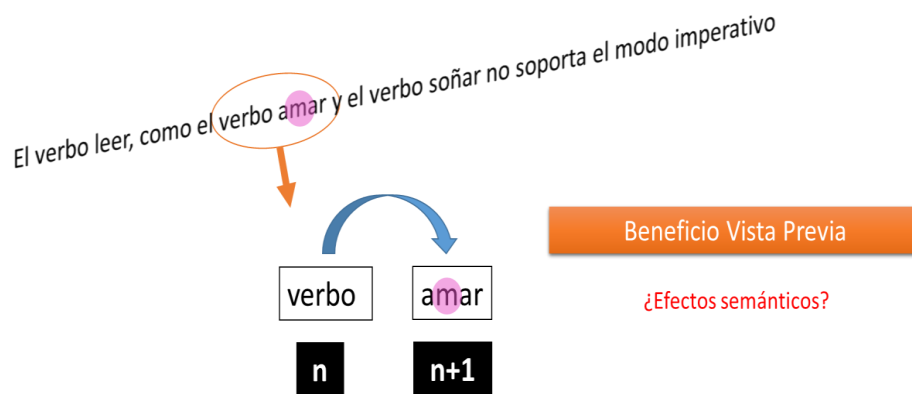 El verbo leer, como el verbo amar y el verbo soñar no soporta el modo imperativo
Beneficio Vista Previa
verbo amar
¿Efectos semánticos?
n n+1